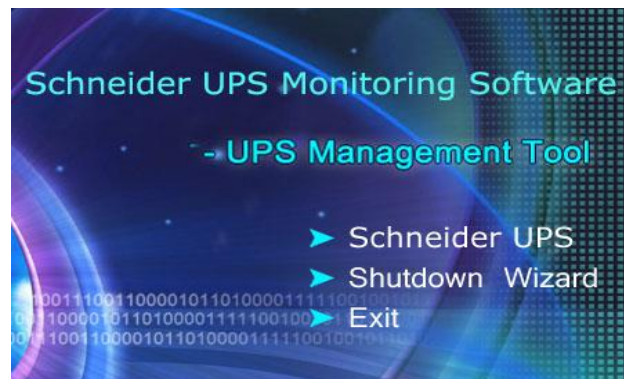 Schneider UPS Monitoring Software
- UPS Management Tool
➤ Schneider UPS
➤ Shutdown Wizard
➤ Exit